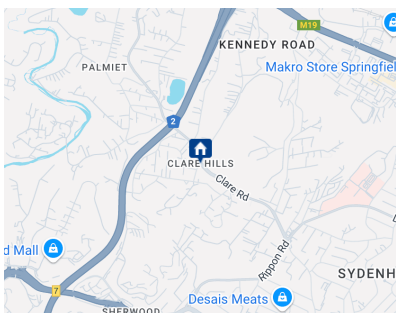 M19
KENNEDY ROAD
Makro Store Springfiel
PALMIET
2
CLARE HILLS
Clare Rd
d Mall
Rippon Rd
SYDENH
7
Desais Meats
SHERWOOD